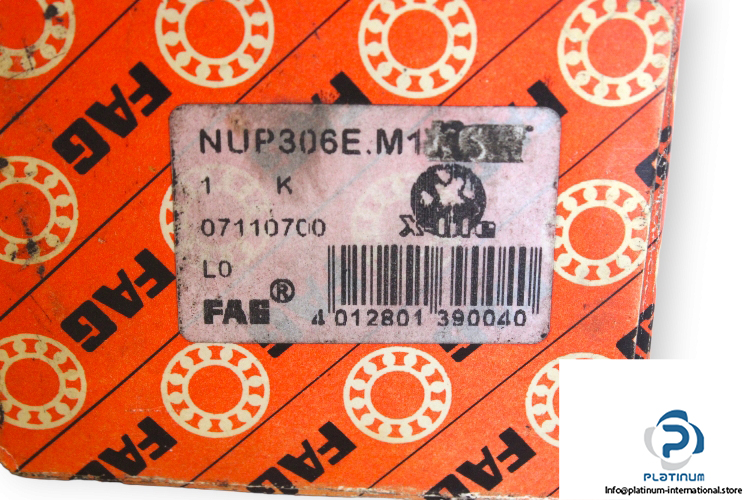 FAG
FAG
NUP306E.M1
1 K
07110700
X-life
L0
FAG®
4 012801 390040
FAG
FAG
FAG
PLATINUM
Info@platinum-international.store